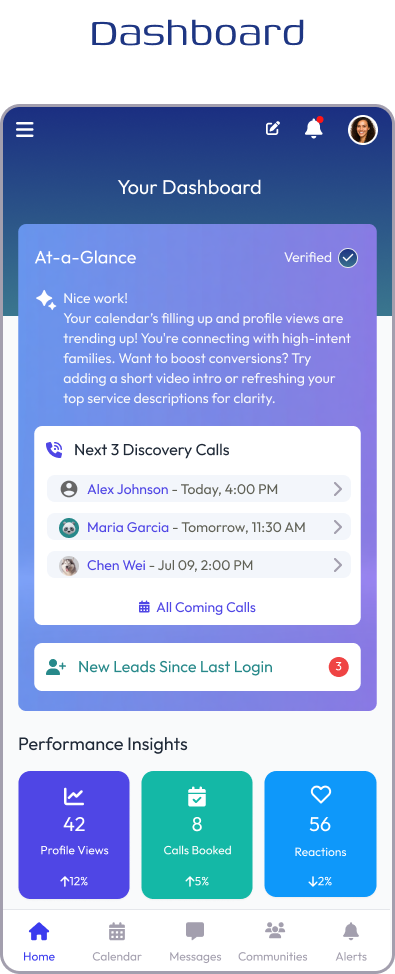 Dashboard
Your Dashboard
At-a-Glance
Verified
Nice work!
Your calendar's filling up and profile views are
trending up! You're connecting with high-intent
families. Want to boost conversions? Try
adding a short video intro or refreshing your
top service descriptions for clarity.
Next 3 Discovery Calls
Alex Johnson - Today, 4:00 PM
Maria Garcia - Tomorrow, 11:30 AM
Chen Wei - Jul 09, 2:00 PM
All Coming Calls
New Leads Since Last Login
3
Performance Insights
42
Profile Views
↑12%
8
Calls Booked
↑5%
56
Reactions
↓2%
Home
Calendar
Messages
Communities
Alerts